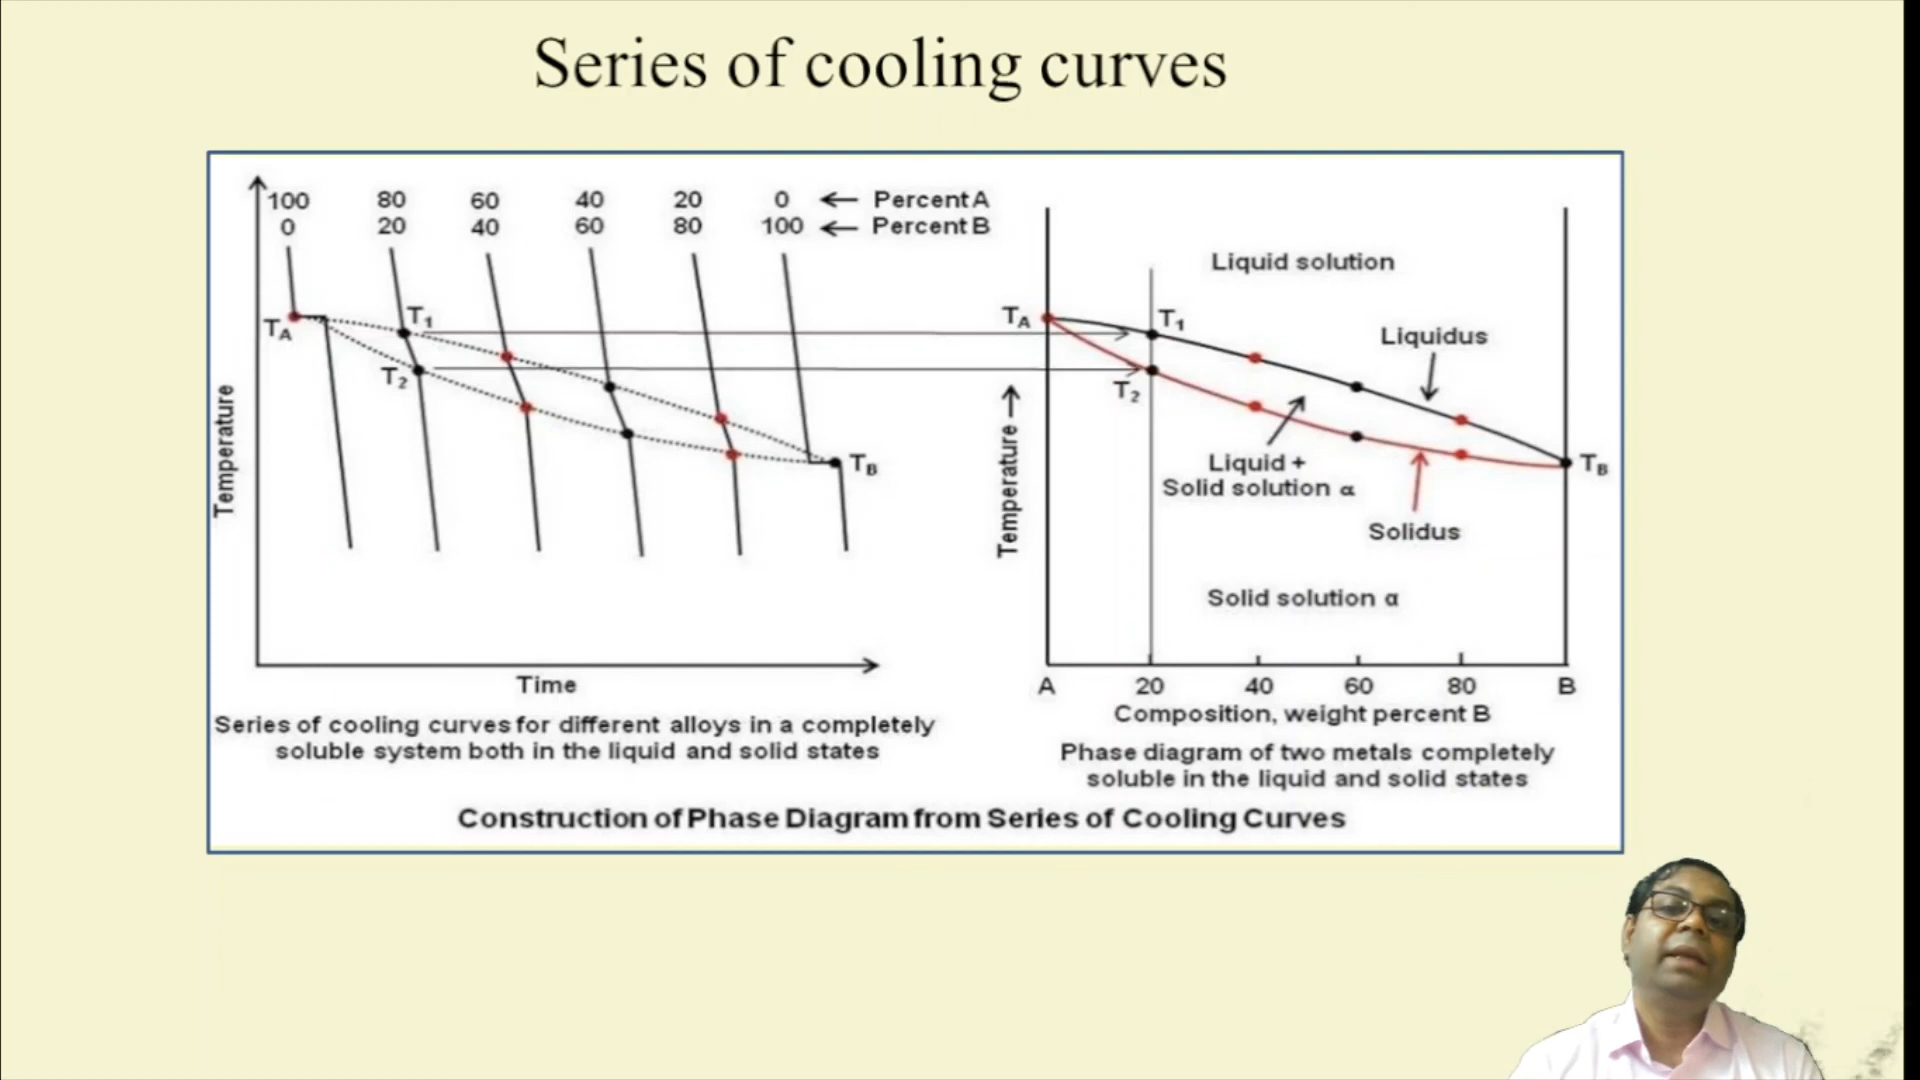 Series of cooling curves
100 80 60 40 20 0 ← Percent A
0 20 40 60 80 100 ← Percent B
T₁
T_A
T₂
T_B
Temperature
Time
Series of cooling curves for different alloys in a completely
soluble system both in the liquid and solid states
Liquid solution
T_A
T₁
Liquidus
T₂
Liquid +
Solid solution α
T_B
Solidus
Temperature →
Solid solution α
A 20 40 60 80 B
Composition, weight percent B
Phase diagram of two metals completely
soluble in the liquid and solid states
Construction of Phase Diagram from Series of Cooling Curves